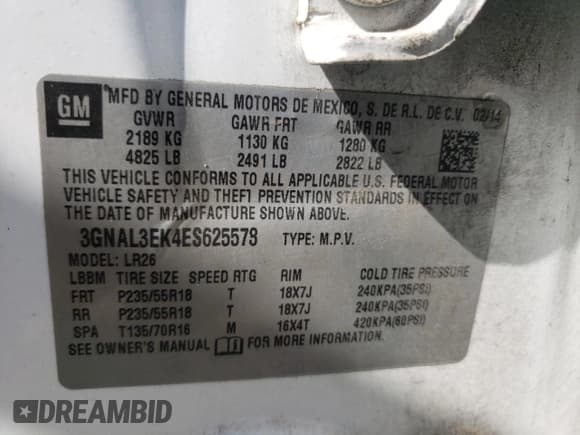 GM
MFD BY GENERAL MOTORS DE MEXICO, S. DE R.L. DE C.V. 02/14
GVWR GAWR FRT GAWR RR
2189 KG 1130 KG 1280 KG
4825 LB 2491 LB 2822 LB
THIS VEHICLE CONFORMS TO ALL APPLICABLE U.S. FEDERAL MOTOR
VEHICLE SAFETY AND THEFT PREVENTION STANDARDS IN EFFECT ON
THE DATE OF MANUFACTURE SHOWN ABOVE.
3GNAL3EK4ES625579 TYPE: M.P.V.
MODEL: LR26
LBBM TIRE SIZE SPEED RTG RIM COLD TIRE PRESSURE
FRT P235/55R18 T 18X7J 240KPA(35PSI)
RR P235/55R18 T 18X7J 240KPA(35PSI)
SPA T135/70R16 M 16X4T 420KPA(60PSI)
SEE OWNER'S MANUAL FOR MORE INFORMATION.
DREAMBID